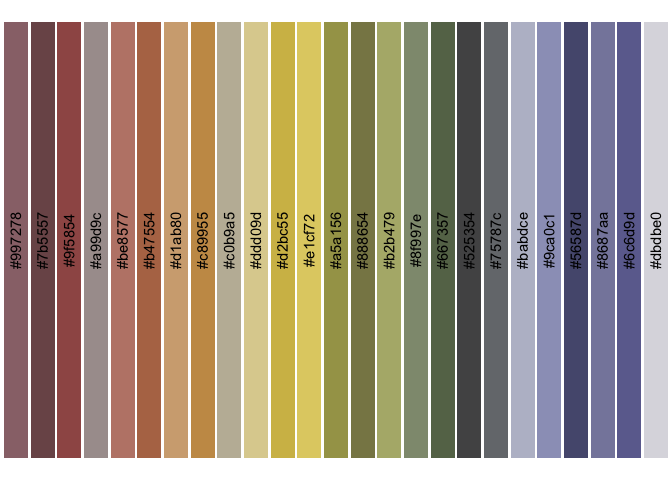 #997278
#7b5557
#9f5854
#a99d9c
#be8577
#b47554
#d1ab80
#c89955
#c0b9a5
#ddd09d
#d2bc55
#e1cf72
#a5a156
#888654
#b2b479
#8f997e
#667357
#525354
#75787c
#babdce
#9ca0c1
#56587d
#8687aa
#6c6d9d
#dbdbe0